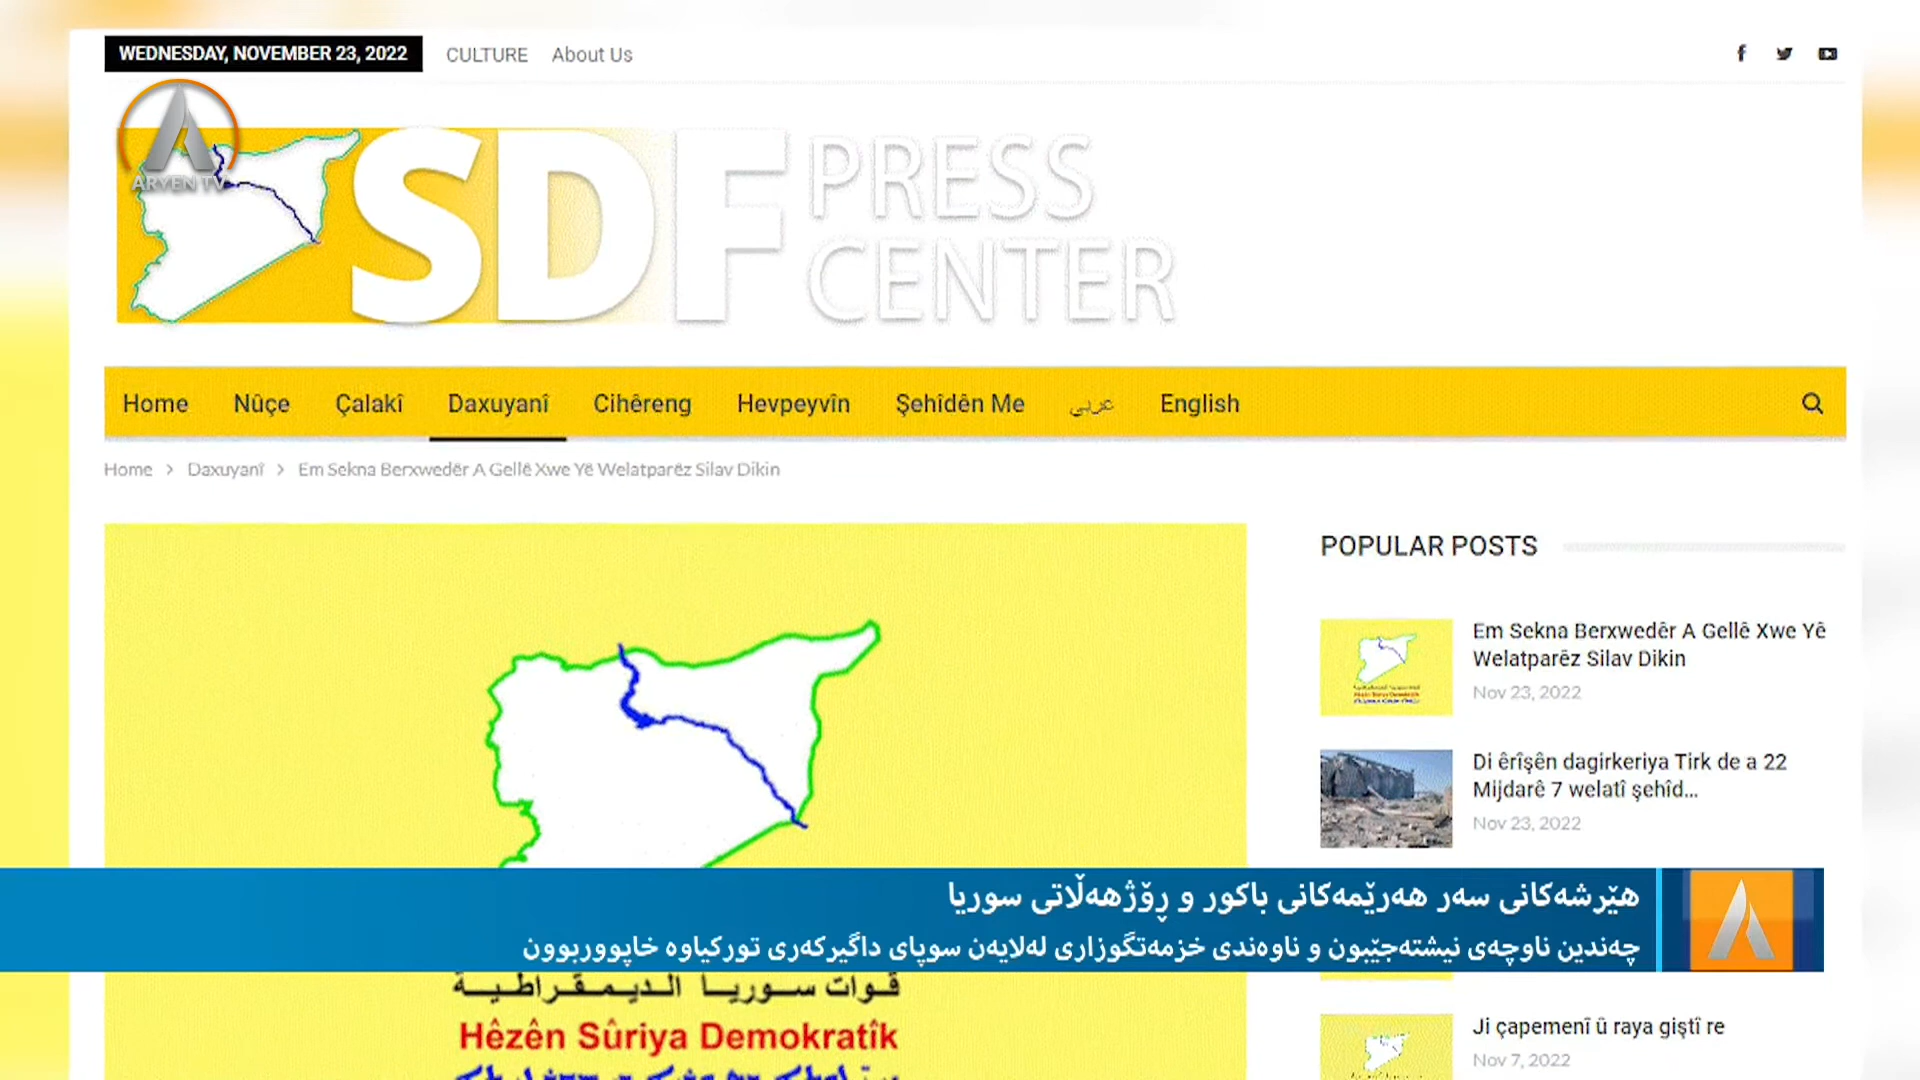 WEDNESDAY, NOVEMBER 23, 2022 CULTURE About Us
ARYEN TV
SDF PRESS
CENTER
Home Nûçe Çalakî Daxuyanî Cihêreng Hevpeyvîn Şehîdên Me عربي English
Home > Daxuyanî > Em Sekna Berxwedêr A Gellê Xwe Yê Welatparêz Silav Dikin
POPULAR POSTS
Em Sekna Berxwedêr A Gellê Xwe Yê
Welatparêz Silav Dikin
Nov 23, 2022
Di êrîşên dagirkeriya Tirk de a 22
Mijdarê 7 welatî şehîd...
Nov 23, 2022
هێرشەکانی سەر هەرێمەکانی باکور و ڕۆژهەڵاتی سوریا
چەندین ناوچەی نیشتەجێبون و ناوەندی خزمەتگوزاری لەلایەن سوپای داگیرکەری تورکیاوە خاپووربوون
قوات سوريا الديمقراطية
Hêzên Sûriya Demokratîk
Ji çapemenî û raya giştî re
Nov 7, 2022